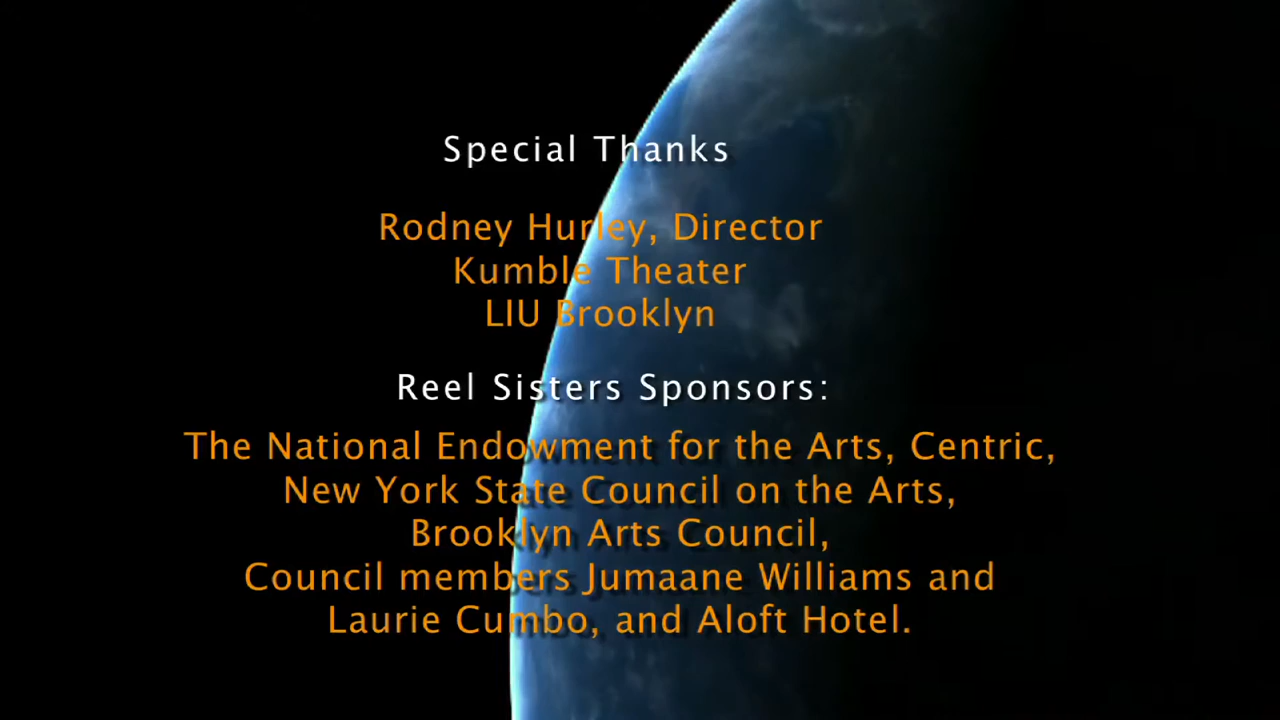 Special Thanks
Rodney Hurley, Director
Kumble Theater
LIU Brooklyn
Reel Sisters Sponsors:
The National Endowment for the Arts, Centric,
New York State Council on the Arts,
Brooklyn Arts Council,
Council members Jumaane Williams and
Laurie Cumbo, and Aloft Hotel.